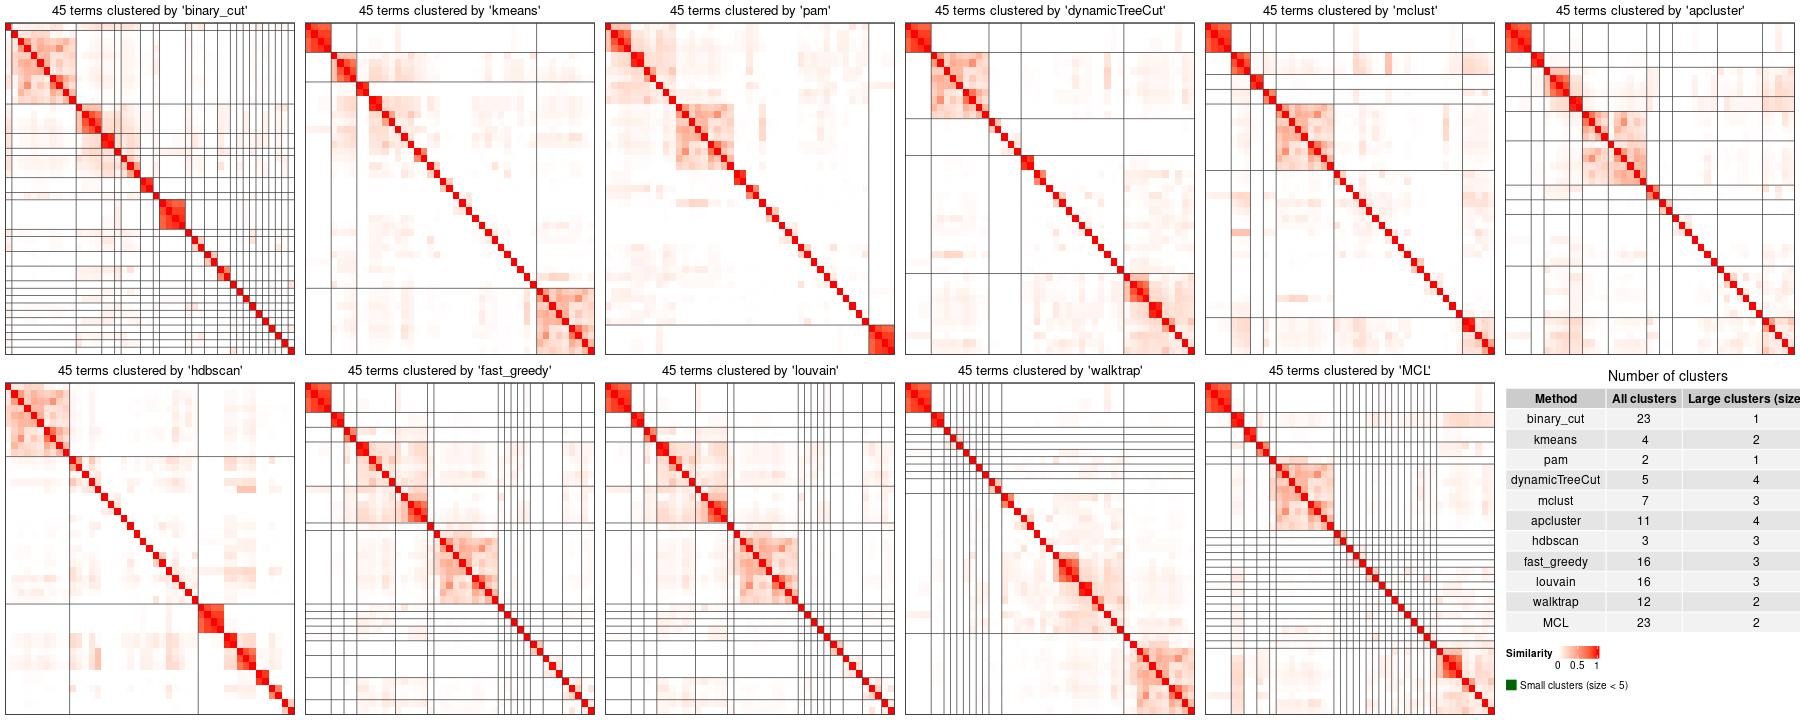 45 terms clustered by 'binary_cut'
45 terms clustered by 'kmeans'
45 terms clustered by 'pam'
45 terms clustered by 'dynamicTreeCut'
45 terms clustered by 'mclust'
45 terms clustered by 'apcluster'
45 terms clustered by 'hdbscan'
45 terms clustered by 'fast_greedy'
45 terms clustered by 'louvain'
45 terms clustered by 'walktrap'
45 terms clustered by 'MCL'
Number of clusters
Method All clusters Large clusters (size
binary_cut 23 1
kmeans 4 2
pam 2 1
dynamicTreeCut 5 4
mclust 7 3
apcluster 11 4
hdbscan 3 3
fast_greedy 16 3
louvain 16 3
walktrap 12 2
MCL 23 2
Similarity
0 0.5 1
Small clusters (size < 5)